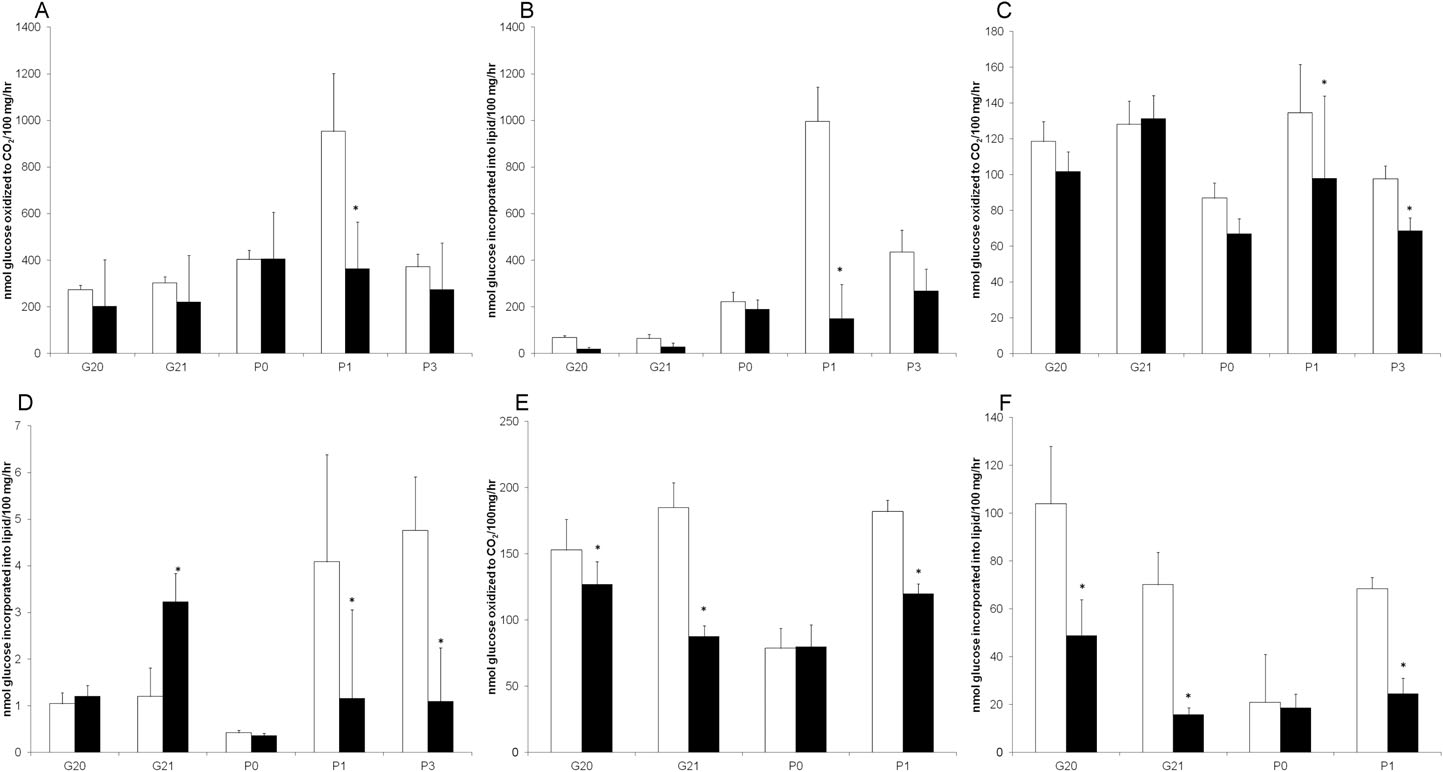 A
nmol glucose oxidized to CO₂/100 mg/hr
1400
1200
1000
800
600
400
200
0
*
G20 G21 P0 P1 P3
B
nmol glucose incorporated into lipid/100 mg/hr
1400
1200
1000
800
600
400
200
0
*
G20 G21 P0 P1 P3
C
nmol glucose oxidized to CO₂/100 mg/hr
180
160
140
120
100
80
60
40
20
0
* *
G20 G21 P0 P1 P3
D
nmol glucose incorporated into lipid/100 mg/hr
7
6
5
4
3
2
1
0
* * *
G20 G21 P0 P1 P3
E
nmol glucose oxidized to CO₂/100mg/hr
250
200
150
100
50
0
* * *
G20 G21 P0 P1
F
nmol glucose incorporated into lipid/100 mg/hr
140
120
100
80
60
40
20
0
* * *
G20 G21 P0 P1